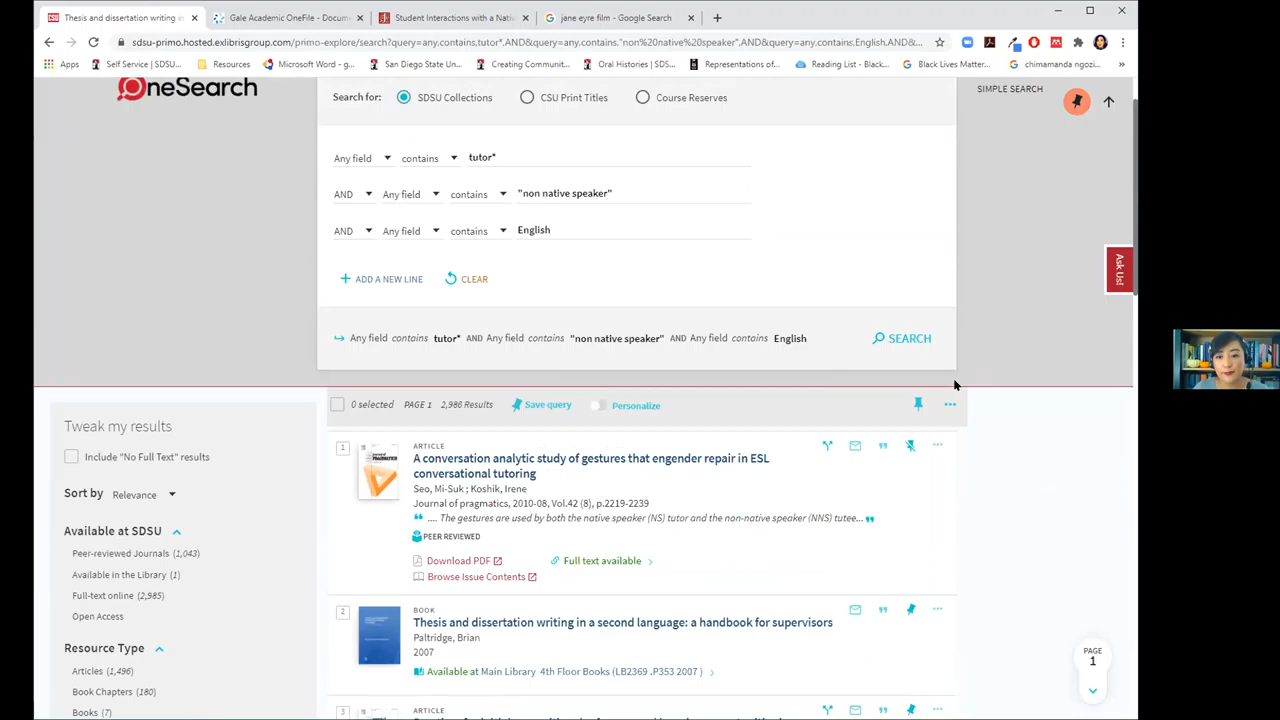 Thesis and dissertation writing in
Gale Academic OneFile - Docum
Student Interactions with a Nati
jane eyre film - Google Search
sdsu-primo.hosted.exlibrisgroup.com/primo-explore/search?query=any,contains,tutor*,AND&query=any,contains,"non%20native%20speaker",AND&query=any,contains,English,AND&...
Apps
Self Service | SDSU...
Resources
Microsoft Word - g...
San Diego State Un...
Creating Communit...
Oral Histories | SDS...
Representations of...
Reading List - Black...
Black Lives Matter...
chimamanda ngozi...
OneSearch
Search for:
SDSU Collections
CSU Print Titles
Course Reserves
SIMPLE SEARCH
Any field contains tutor*
AND Any field contains "non native speaker"
AND Any field contains English
+ ADD A NEW LINE
CLEAR
Any field contains tutor* AND Any field contains "non native speaker" AND Any field contains English
SEARCH
Ask Us!
0 selected PAGE 1 2,986 Results
Save query
Personalize
Tweak my results
Include "No Full Text" results
Sort by Relevance
Available at SDSU
Peer-reviewed Journals (1,043)
Available in the Library (1)
Full-text online (2,985)
Open Access
Resource Type
Articles (1,496)
Book Chapters (180)
Books (7)
1
ARTICLE
A conversation analytic study of gestures that engender repair in ESL
conversational tutoring
Seo, Mi-Suk ; Koshik, Irene
Journal of pragmatics, 2010-08, Vol.42 (8), p.2219-2239
.... The gestures are used by both the native speaker (NS) tutor and the non-native speaker (NNS) tutee...
PEER REVIEWED
Download PDF
Full text available
Browse Issue Contents
2
BOOK
Thesis and dissertation writing in a second language: a handbook for supervisors
Paltridge, Brian
2007
Available at Main Library 4th Floor Books (LB2369 .P353 2007 )
3
ARTICLE
PAGE
1